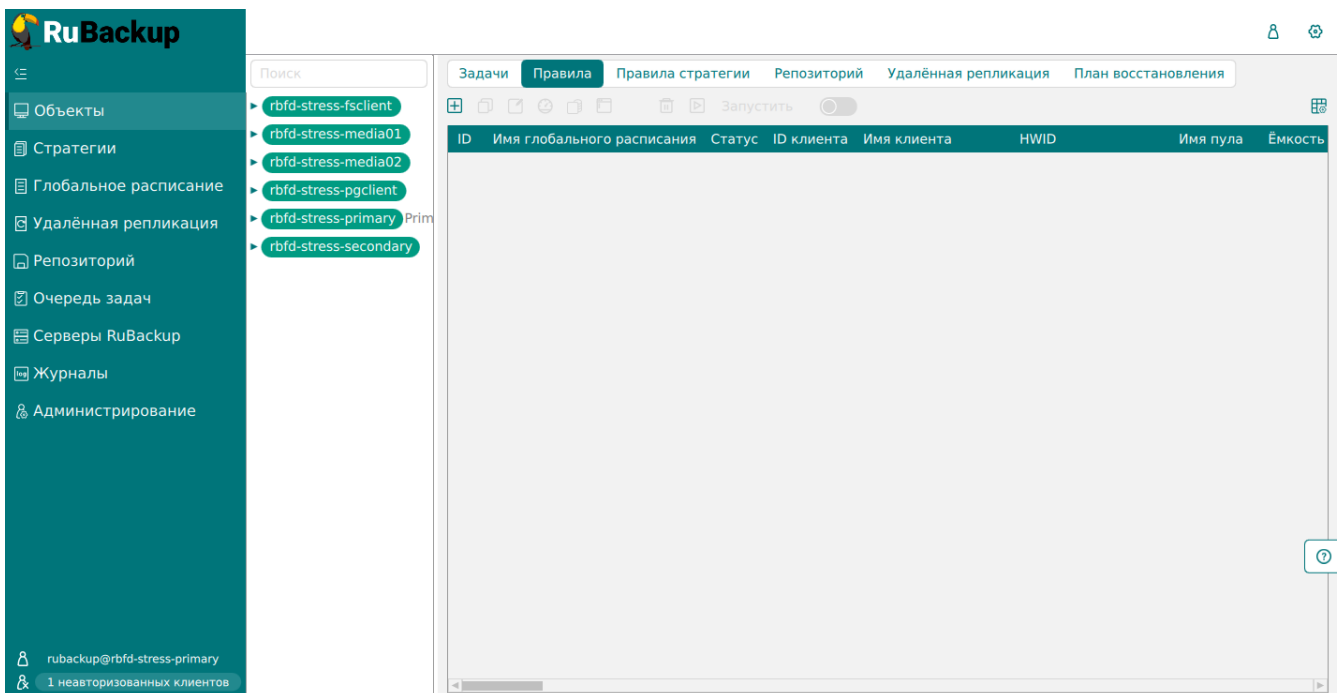 RuBackup
Объекты
Стратегии
Глобальное расписание
Удалённая репликация
Репозиторий
Очередь задач
Серверы RuBackup
Журналы
Администрирование
rubackup@rbfd-stress-primary
1 неавторизованных клиентов
Поиск
rbfd-stress-fsclient
rbfd-stress-media01
rbfd-stress-media02
rbfd-stress-pgclient
rbfd-stress-primary Prim
rbfd-stress-secondary
Задачи Правила Правила стратегии Репозиторий Удалённая репликация План восстановления
Запустить
ID Имя глобального расписания Статус ID клиента Имя клиента HWID Имя пула Ёмкость